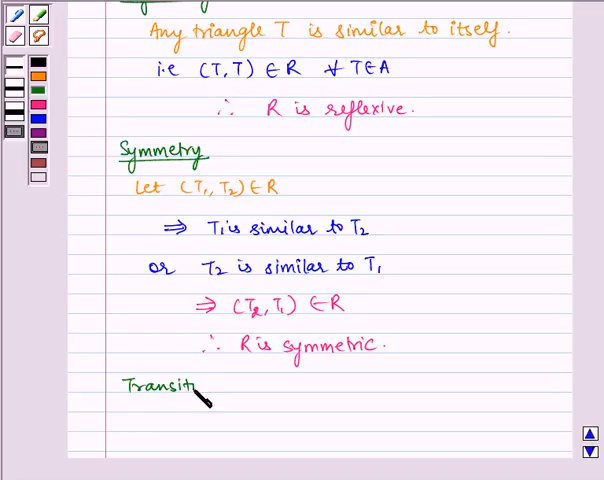 Any triangle T is similar to itself.
i.e (T, T) ∈ R ∀ T∈A
∴ R is reflexive.
Symmetry
Let (T₁, T₂) ∈ R
⇒ T₁ is similar to T₂
or T₂ is similar to T₁
⇒ (T₂, T₁) ∈ R
∴ R is symmetric.
Transit